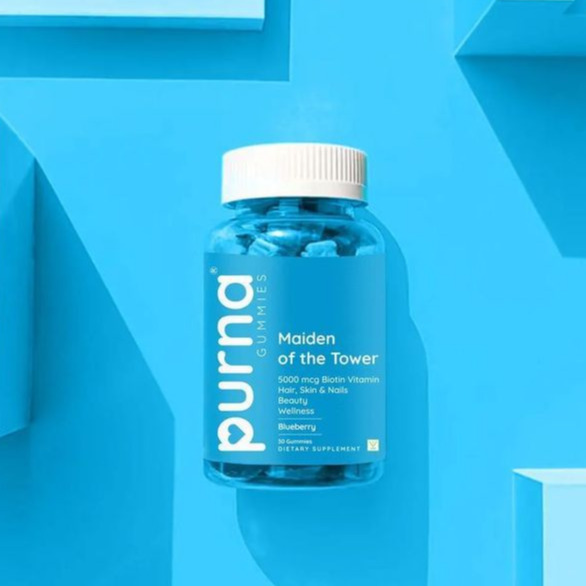 purna®
GUMMIES
Maiden
of the Tower
5000 mcg Biotin Vitamin
Hair, Skin & Nails
Beauty
Wellness
Blueberry
30 Gummies
DIETARY SUPPLEMENT